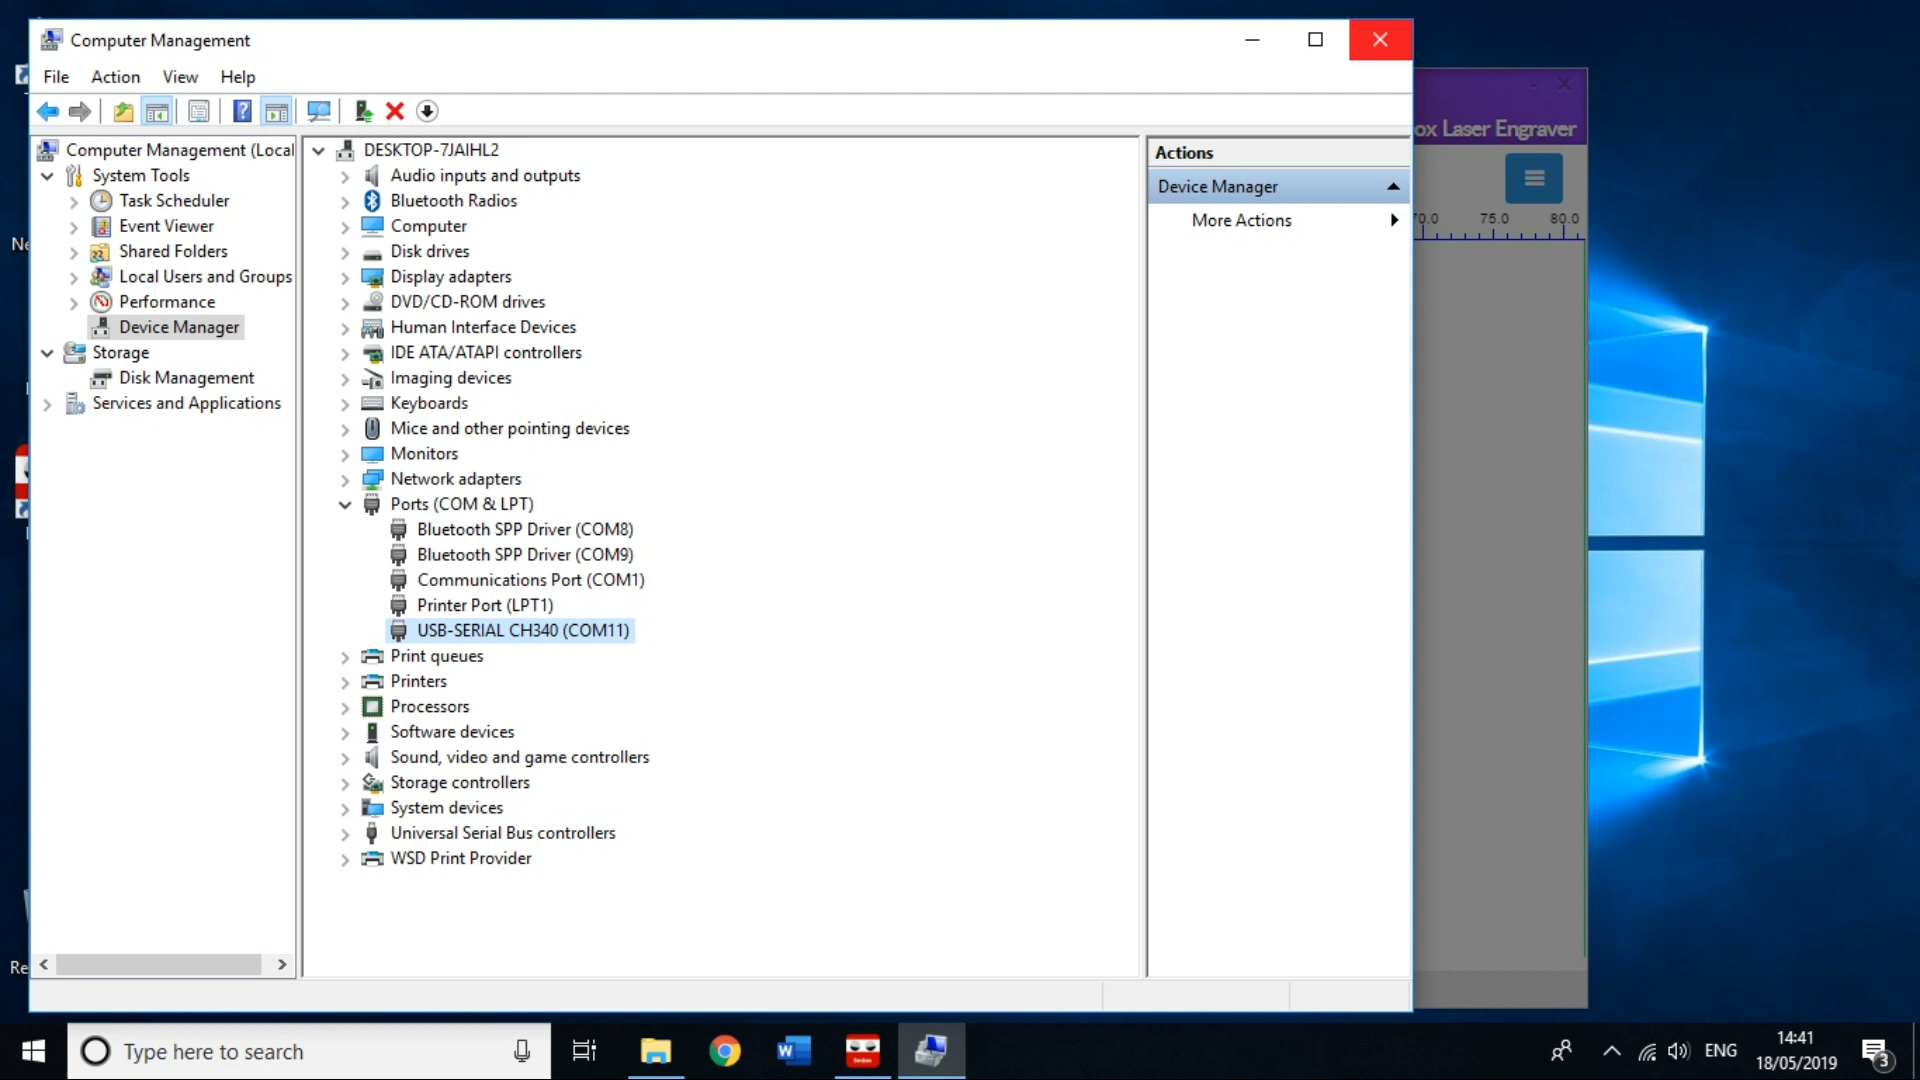 Computer Management
File Action View Help
Computer Management (Local
System Tools
Task Scheduler
Event Viewer
Shared Folders
Local Users and Groups
Performance
Device Manager
Storage
Disk Management
Services and Applications
DESKTOP-7JAIHL2
Audio inputs and outputs
Bluetooth Radios
Computer
Disk drives
Display adapters
DVD/CD-ROM drives
Human Interface Devices
IDE ATA/ATAPI controllers
Imaging devices
Keyboards
Mice and other pointing devices
Monitors
Network adapters
Ports (COM & LPT)
Bluetooth SPP Driver (COM8)
Bluetooth SPP Driver (COM9)
Communications Port (COM1)
Printer Port (LPT1)
USB-SERIAL CH340 (COM11)
Print queues
Printers
Processors
Software devices
Sound, video and game controllers
Storage controllers
System devices
Universal Serial Bus controllers
WSD Print Provider
Actions
Device Manager
More Actions
ox Laser Engraver
70.0 75.0 80.0
Ne
Re
Type here to search
ENG
14:41
18/05/2019
3